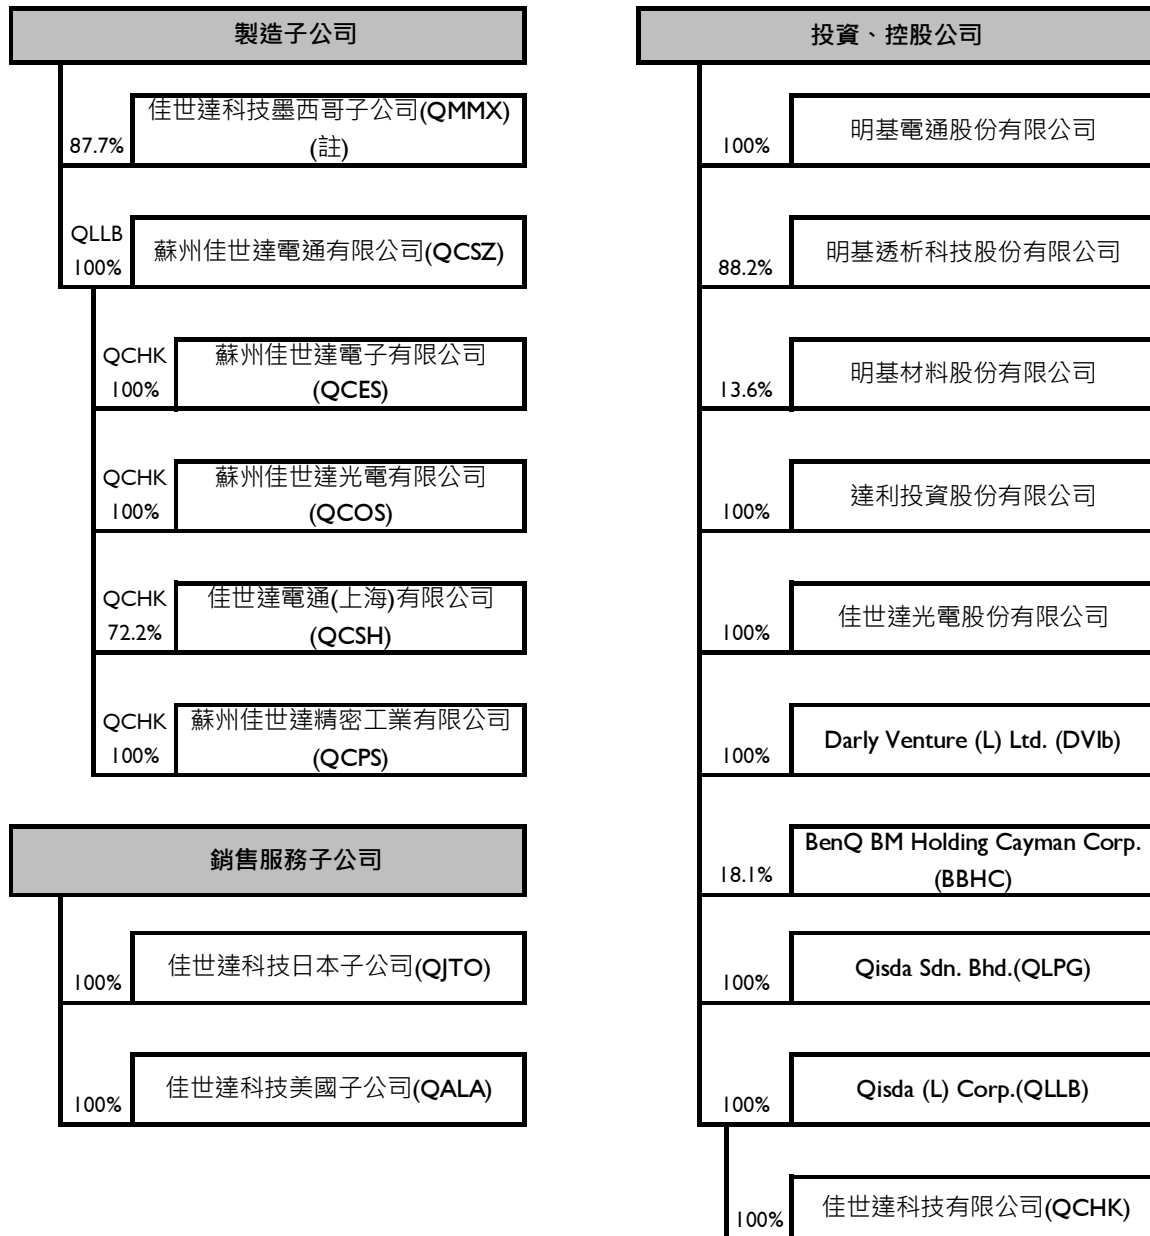 製造子公司
87.7%
佳世達科技墨西哥子公司(QMMX)
(註)
QLLB
100%
蘇州佳世達電通有限公司(QCSZ)
QCHK
100%
蘇州佳世達電子有限公司
(QCES)
QCHK
100%
蘇州佳世達光電有限公司
(QCOS)
QCHK
72.2%
佳世達電通(上海)有限公司
(QCSH)
QCHK
100%
蘇州佳世達精密工業有限公司
(QCPS)
銷售服務子公司
100%
佳世達科技日本子公司(QJTO)
100%
佳世達科技美國子公司(QALA)
投資、控股公司
100%
明基電通股份有限公司
88.2%
明基透析科技股份有限公司
13.6%
明基材料股份有限公司
100%
達利投資股份有限公司
100%
佳世達光電股份有限公司
100%
Darly Venture (L) Ltd. (DVlb)
18.1%
BenQ BM Holding Cayman Corp.
(BBHC)
100%
Qisda Sdn. Bhd.(QLPG)
100%
Qisda (L) Corp.(QLLB)
100%
佳世達科技有限公司(QCHK)